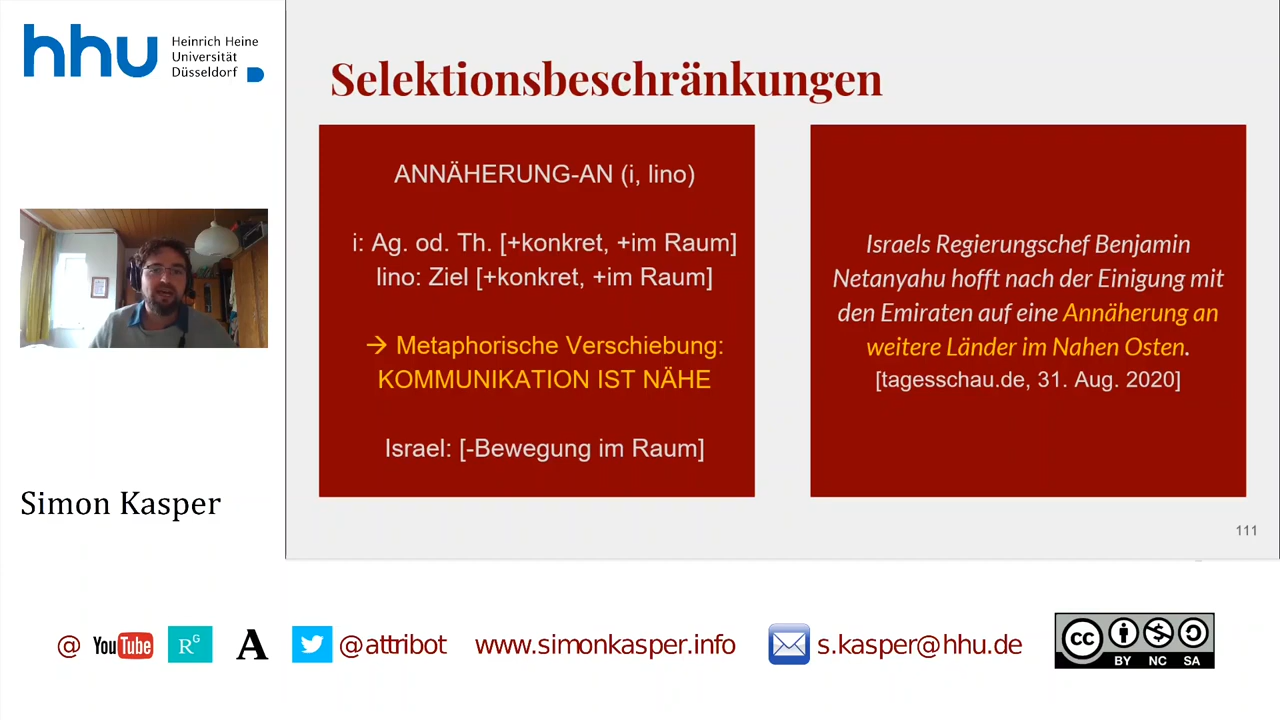 hhu
Heinrich Heine
Universität
Düsseldorf
Simon Kasper
Selektionsbeschränkungen
ANNÄHERUNG-AN (i, lino)
i: Ag. od. Th. [+konkret, +im Raum]
lino: Ziel [+konkret, +im Raum]
→ Metaphorische Verschiebung:
KOMMUNIKATION IST NÄHE
Israel: [-Bewegung im Raum]
Israels Regierungschef Benjamin
Netanyahu hofft nach der Einigung mit
den Emiraten auf eine Annäherung an
weitere Länder im Nahen Osten.
[tagesschau.de, 31. Aug. 2020]
111
@ YouTube RG A @attribot www.simonkasper.info s.kasper@hhu.de
cc
BY NC SA